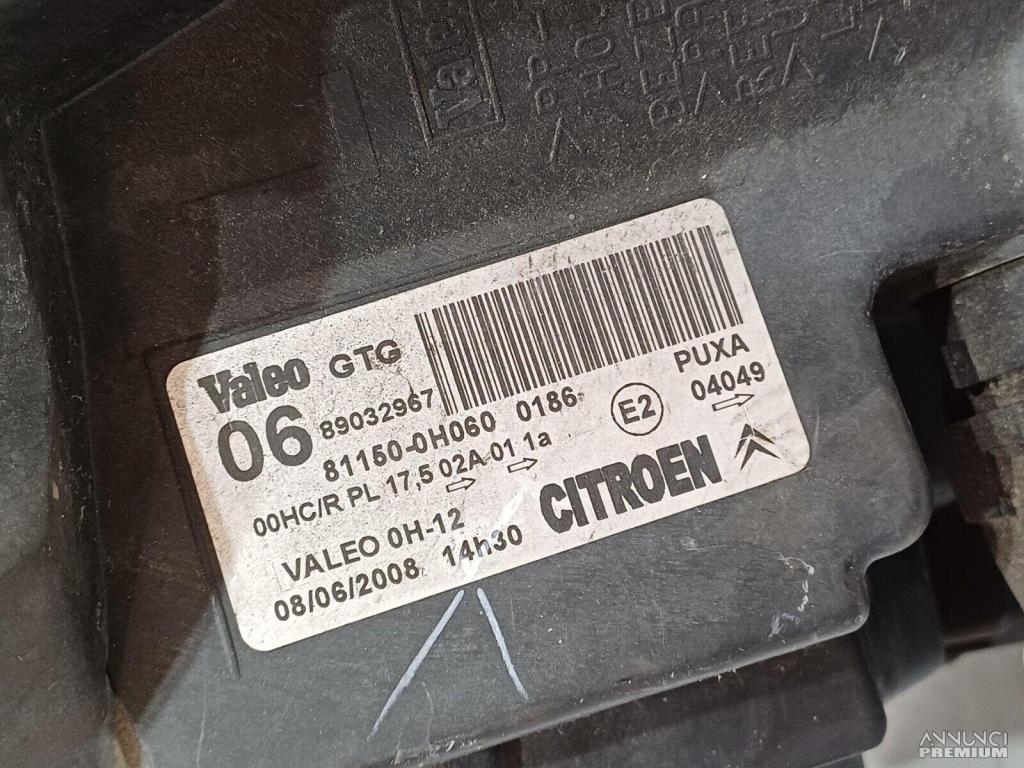 Valeo
Valeo GTG
06 89032967
81150-0H060 0186
E2
PUXA
04049
00HC/R PL 17,5 02A 01 1a
VALEO 0H-12
CITROEN
08/06/2008 14h30
ANNUNCI
PREMIUM